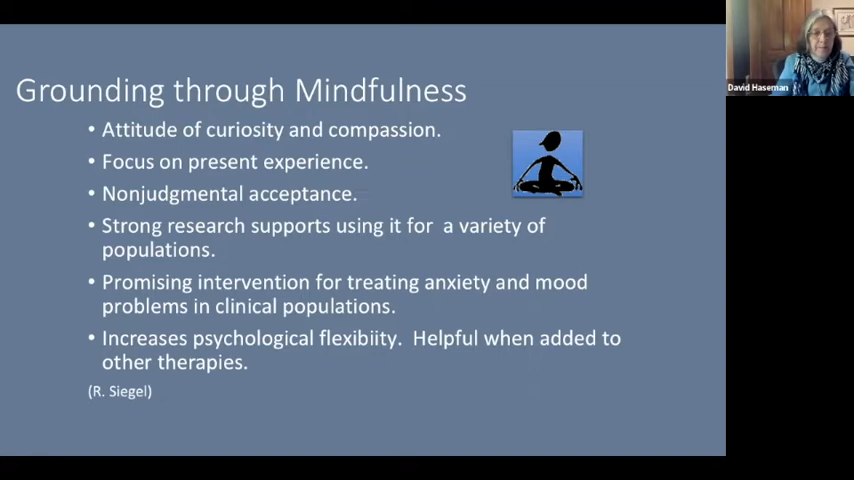 Grounding through Mindfulness
• Attitude of curiosity and compassion.
• Focus on present experience.
• Nonjudgmental acceptance.
• Strong research supports using it for a variety of
populations.
• Promising intervention for treating anxiety and mood
problems in clinical populations.
• Increases psychological flexibiity. Helpful when added to
other therapies.
(R. Siegel)
David Haseman